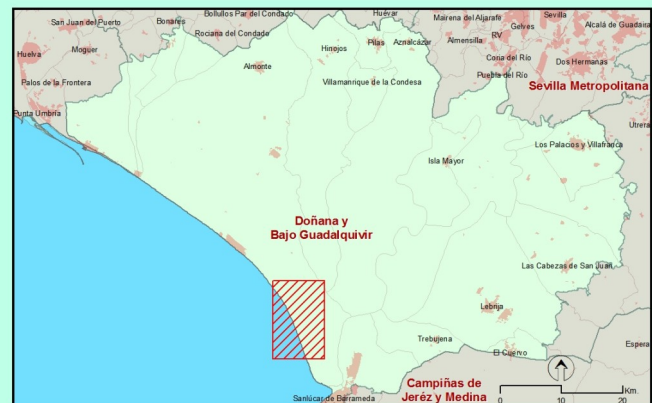 San Juan del Puerto
Bonares
Bollullos Par del Condado
Huévar
Mairena del Aljarafe
Sevilla
Gelves
Alcalá de Guadaira
Rociana del Condado
Huelva
Moguer
Hinojos
Pilas
Aznalcázar
Almensilla
RV
Coria del Río
Dos Hermanas
Almonte
Palos de la Frontera
Villamanrique de la Condesa
Puebla del Río
Sevilla Metropolitana
Punta Umbría
Utrera
Los Palacios y Villafranca
Isla Mayor
Doñana y
Bajo Guadalquivir
Las Cabezas de San Juan
Lebrija
Trebujena
El Cuervo
Espera
Campiñas de
Jeréz y Medina
Sanlúcar de Barrameda
Km.
0
10
20